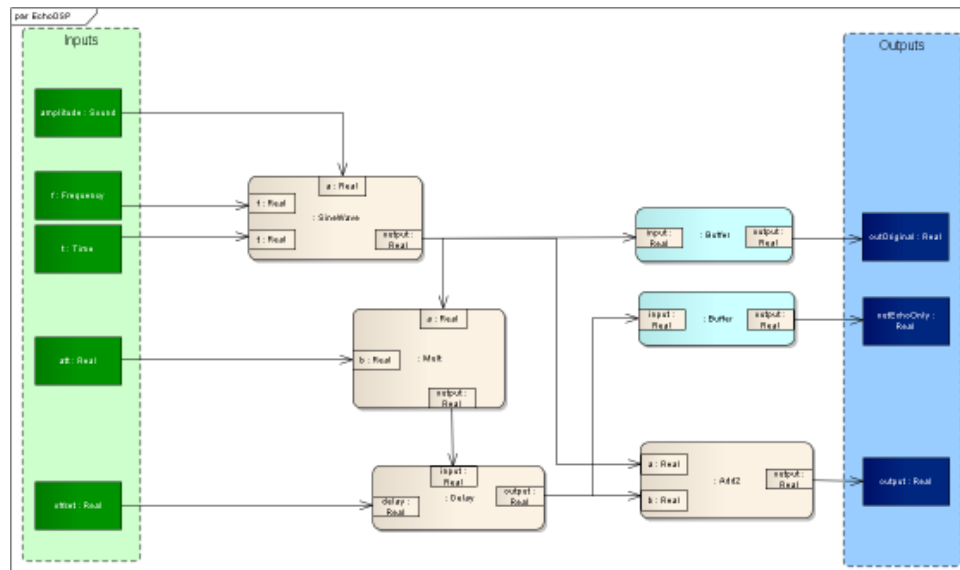 par EchoDSP
Inputs
Outputs
amplitude : Sound
f : Frequency
t : Time
att : Real
offset : Real
a : Real
f : Real
: SineWave
t : Real
output :
Real
a : Real
b : Real
: Mult
output :
Real
input :
Real
delay :
Real
: Delay
output :
Real
input :
Real
: Buffer
output :
Real
input :
Real
: Buffer
output :
Real
a : Real
b : Real
: Add2
output :
Real
outOriginal : Real
outEchoOnly :
Real
output : Real